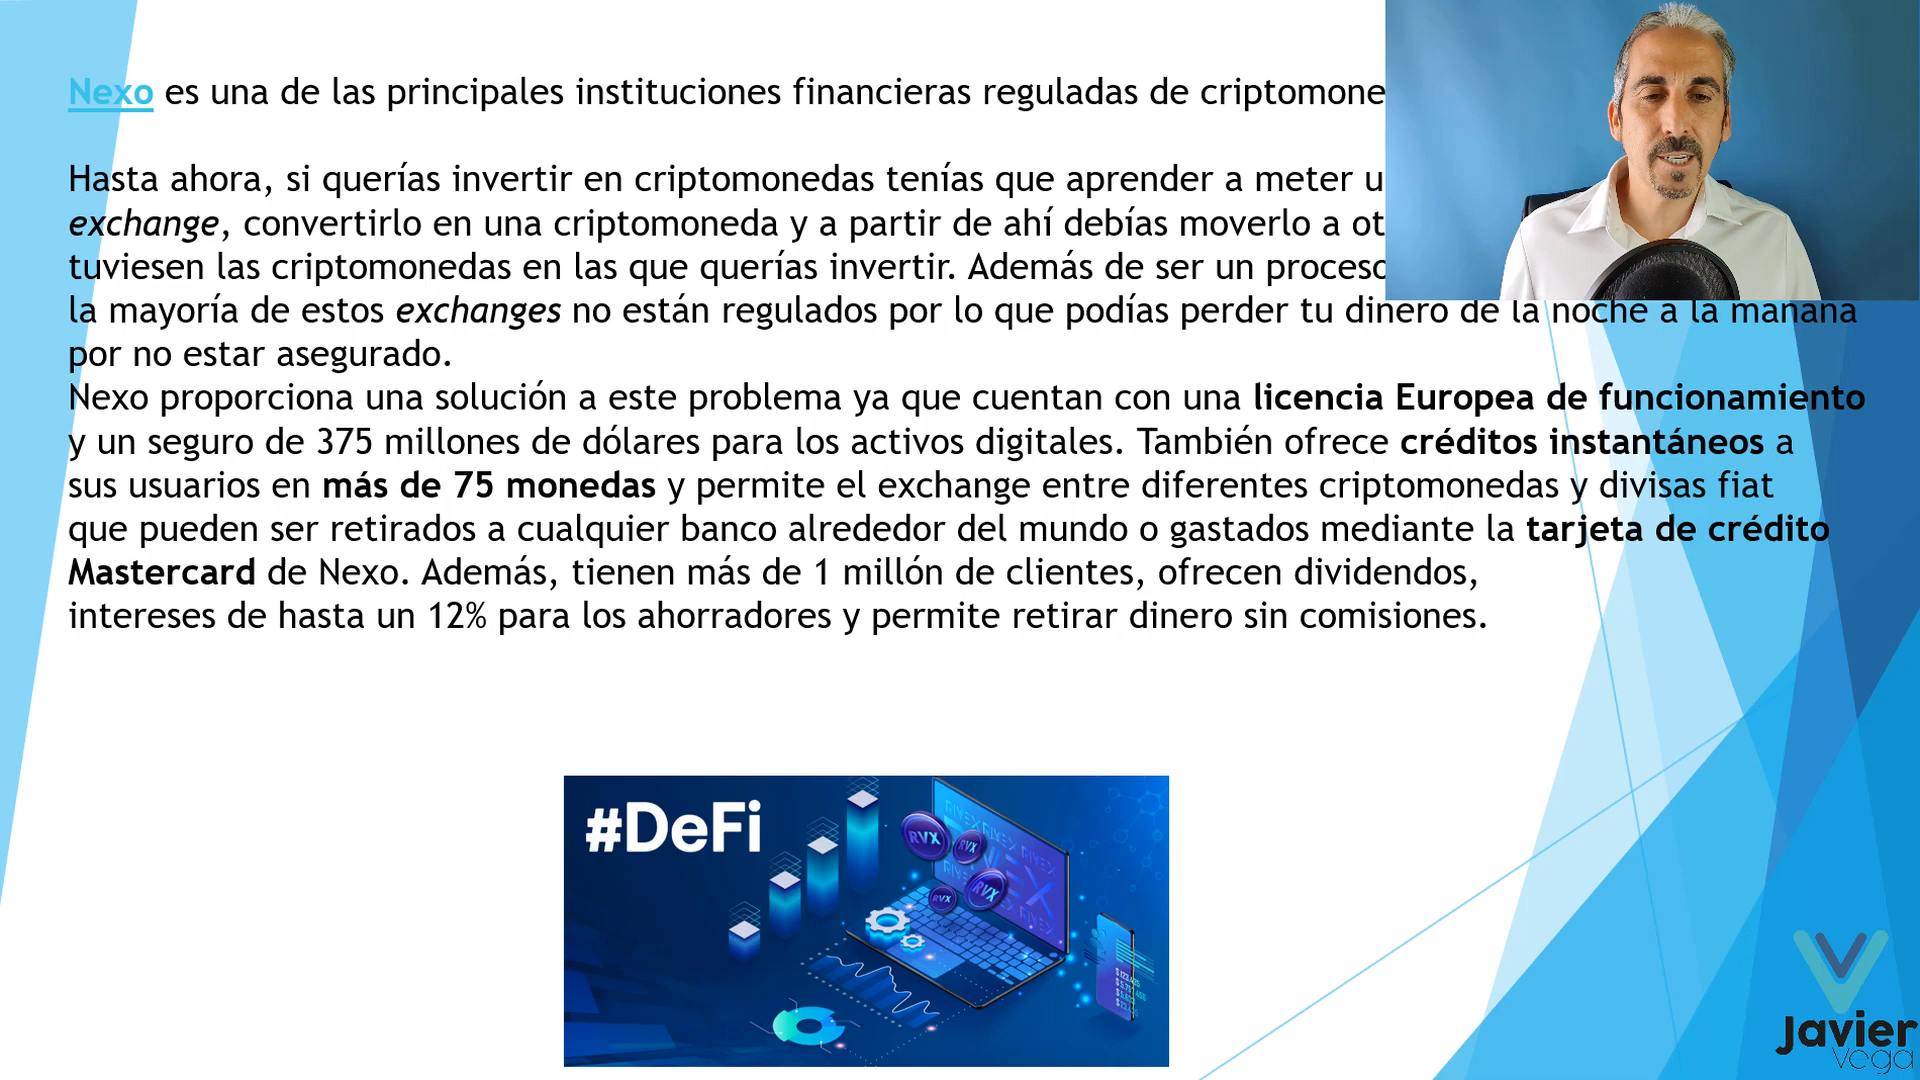 Nexo es una de las principales instituciones financieras reguladas de criptomone
Hasta ahora, si querías invertir en criptomonedas tenías que aprender a meter u
exchange, convertirlo en una criptomoneda y a partir de ahí debías moverlo a ot
tuviesen las criptomonedas en las que querías invertir. Además de ser un proceso
la mayoría de estos exchanges no están regulados por lo que podías perder tu dinero de la noche a la mañana
por no estar asegurado.
Nexo proporciona una solución a este problema ya que cuentan con una licencia Europea de funcionamiento
y un seguro de 375 millones de dólares para los activos digitales. También ofrece créditos instantáneos a
sus usuarios en más de 75 monedas y permite el exchange entre diferentes criptomonedas y divisas fiat
que pueden ser retirados a cualquier banco alrededor del mundo o gastados mediante la tarjeta de crédito
Mastercard de Nexo. Además, tienen más de 1 millón de clientes, ofrecen dividendos,
intereses de hasta un 12% para los ahorradores y permite retirar dinero sin comisiones.
#DeFi
RVX
RVX
RVX
RVX
Javier
Vega